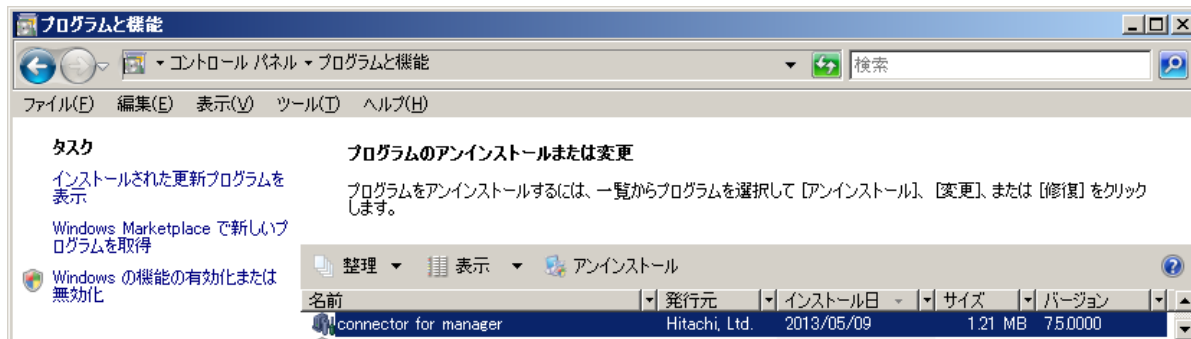 プログラムと機能
コントロール パネル ▾ プログラムと機能
検索
ファイル(F) 編集(E) 表示(V) ツール(T) ヘルプ(H)
タスク
インストールされた更新プログラムを
表示
Windows Marketplace で新しいプ
ログラムを取得
Windows の機能の有効化または
無効化
プログラムのアンインストールまたは変更
プログラムをアンインストールするには、一覧からプログラムを選択して [アンインストール]、[変更]、または [修復] をクリック
します。
整理 表示 アンインストール
名前 発行元 インストール日 サイズ バージョン
connector for manager Hitachi, Ltd. 2013/05/09 1.21 MB 7.5.0000